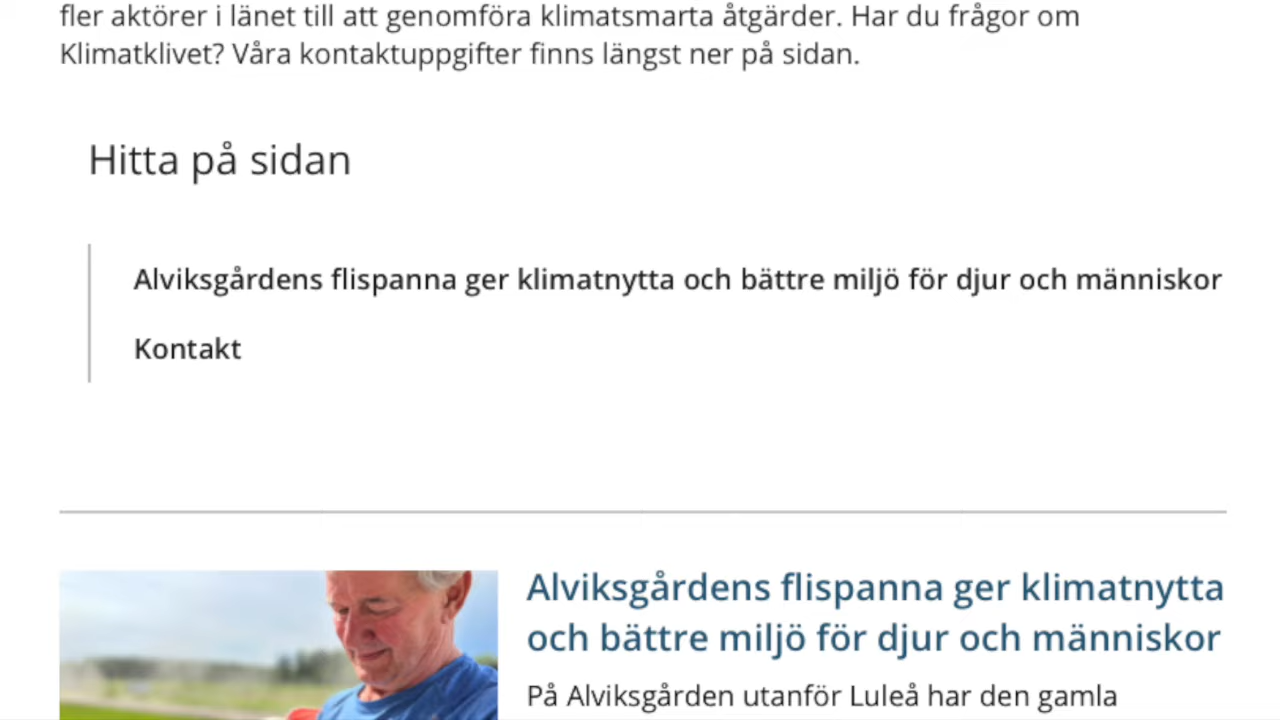 fler aktörer i länet till att genomföra klimatsmarta åtgärder. Har du frågor om
Klimatklivet? Våra kontaktuppgifter finns längst ner på sidan.
Hitta på sidan
Alviksgårdens flispanna ger klimatnytta och bättre miljö för djur och människor
Kontakt
Alviksgårdens flispanna ger klimatnytta
och bättre miljö för djur och människor
På Alviksgården utanför Luleå har den gamla